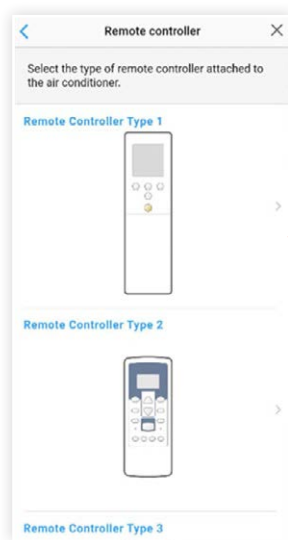 Remote controller
Select the type of remote controller attached to
the air conditioner.
Remote Controller Type 1
Remote Controller Type 2
Remote Controller Type 3